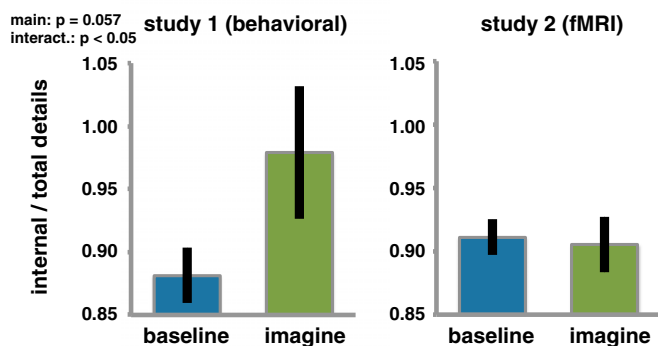 main: p = 0.057
interact.: p < 0.05
study 1 (behavioral)
study 2 (fMRI)
internal / total details
1.05
1.00
0.95
0.90
0.85
baseline imagine
1.05
1.00
0.95
0.90
0.85
baseline imagine